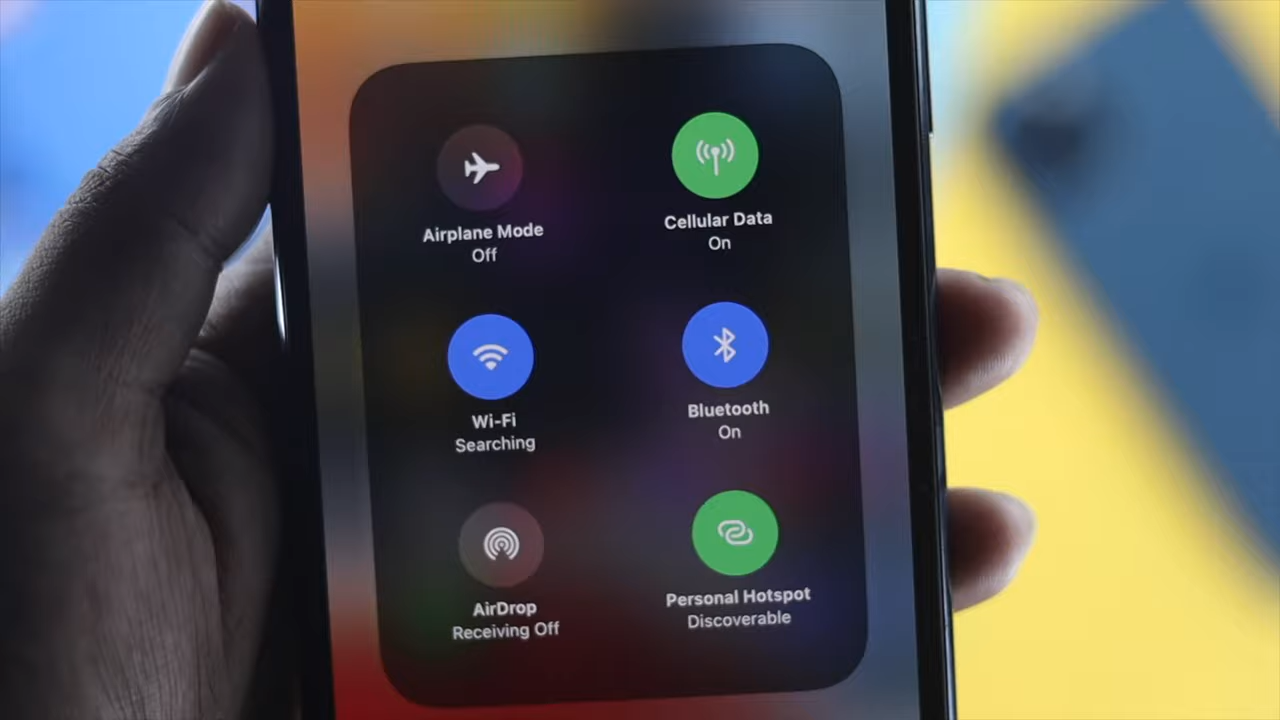 Airplane Mode
Off
Cellular Data
On
Wi-Fi
Searching
Bluetooth
On
AirDrop
Receiving Off
Personal Hotspot
Discoverable